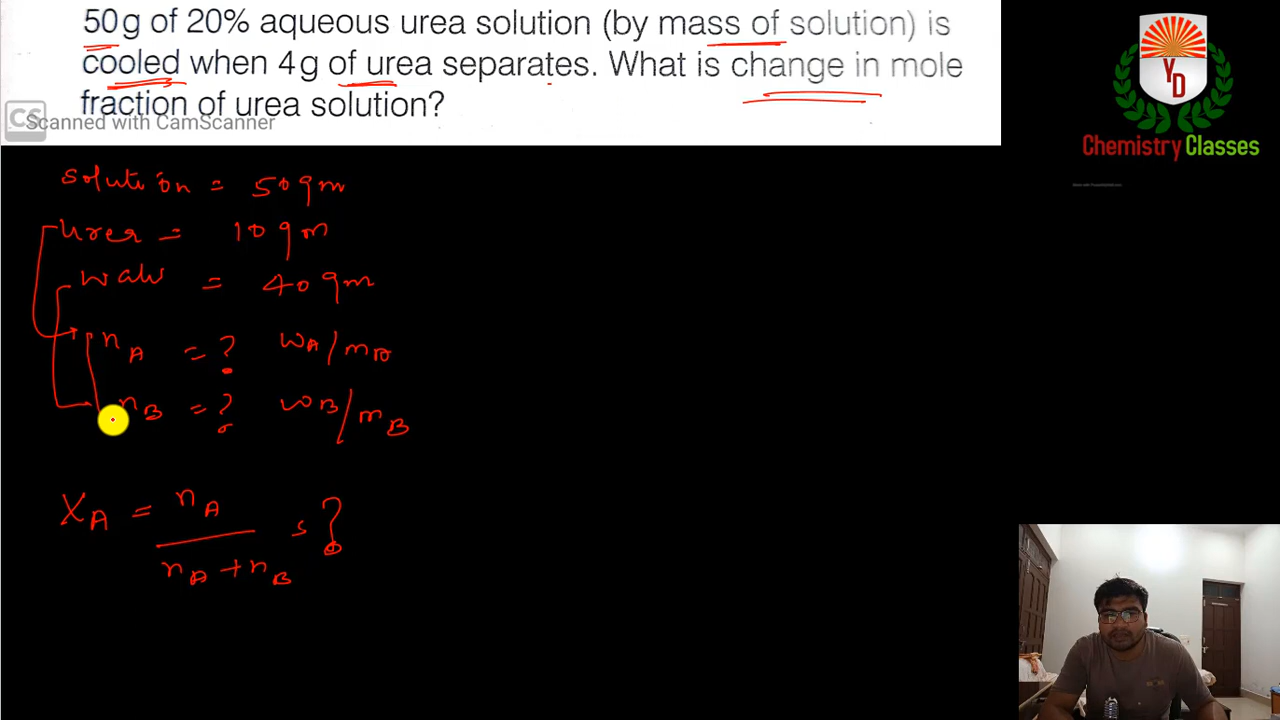 50g of 20% aqueous urea solution (by mass of solution) is
cooled when 4g of urea separates. What is change in mole
fraction of urea solution?
CS
Scanned with CamScanner
YD
Chemistry Classes
solution = 50 gm
urea = 10 gm
water = 40 gm
nA = ? wA/mA
nB = ? wB/mB
XA = nA / nA + nB = ?